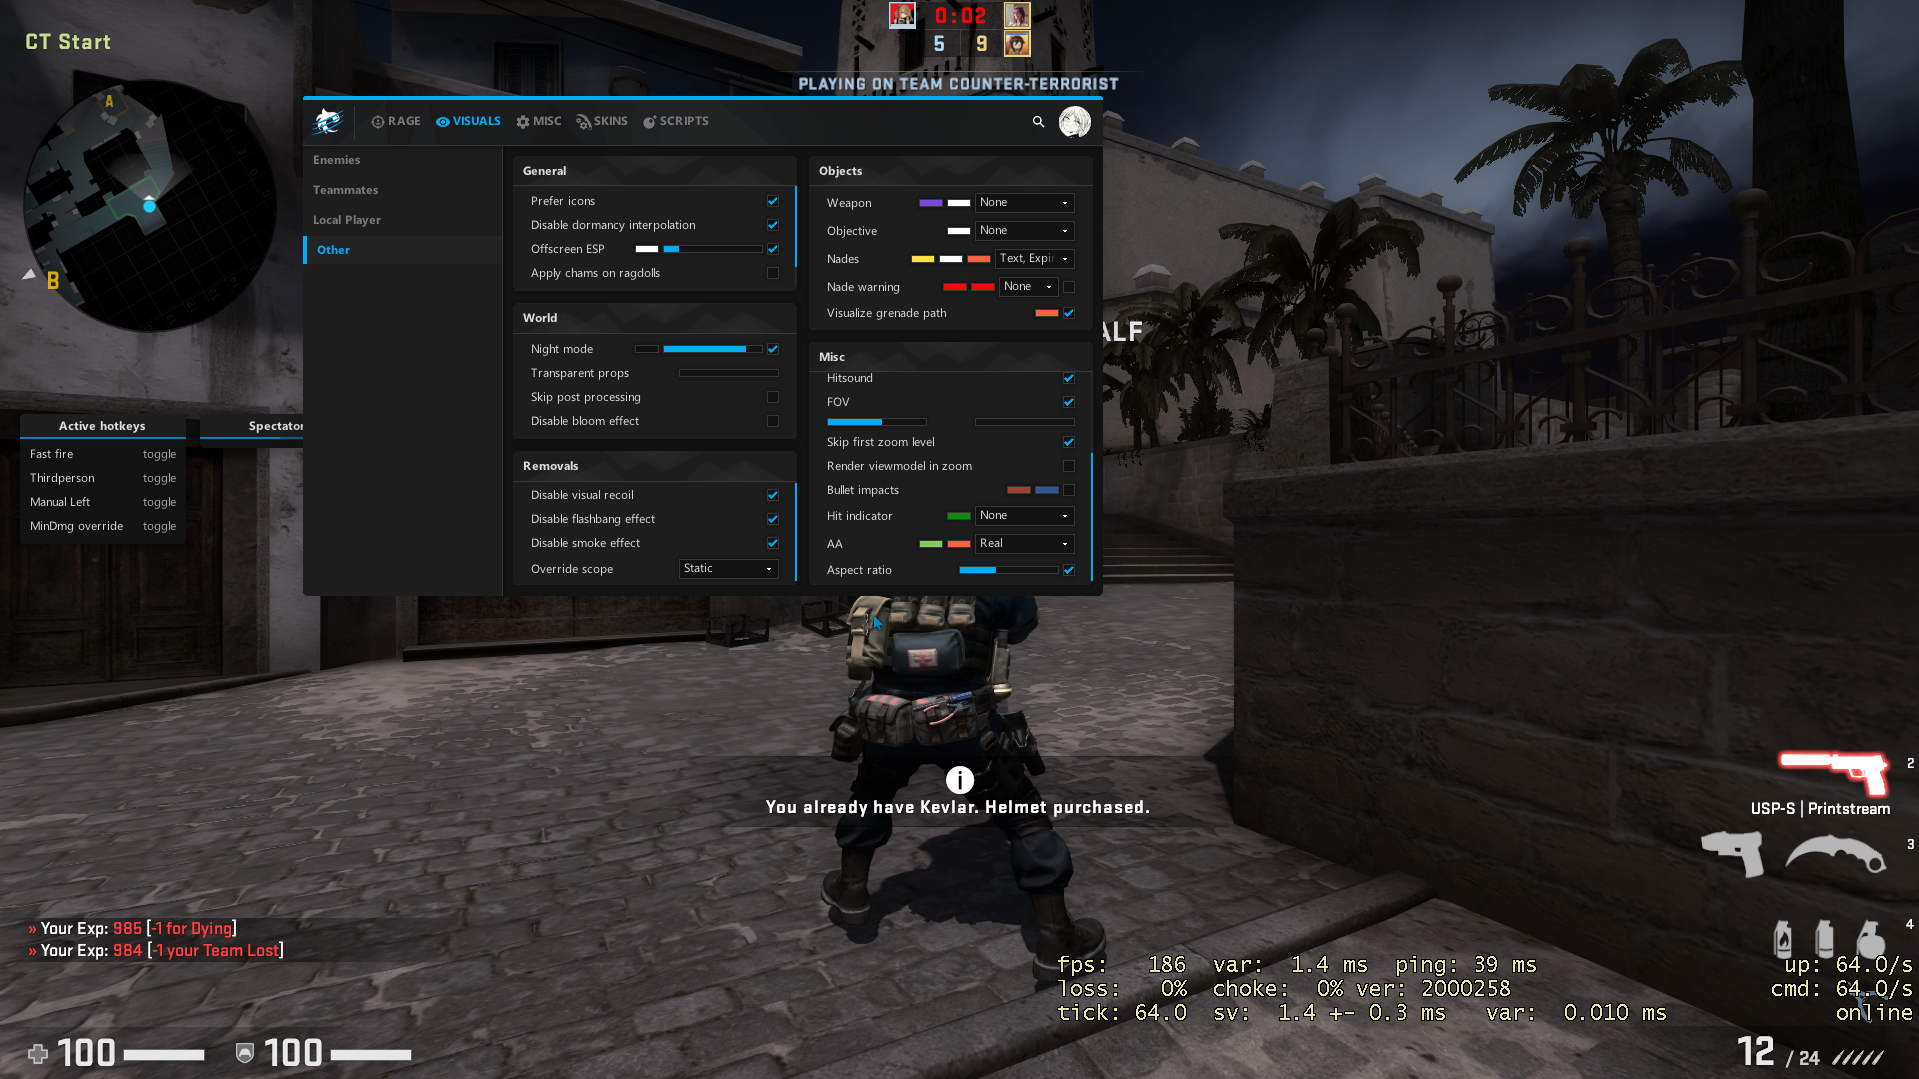 CT Start
0:02
5 9
PLAYING ON TEAM COUNTER-TERRORIST
A
B
RAGE VISUALS MISC SKINS SCRIPTS
Enemies
Teammates
Local Player
Other
General
Prefer icons
Disable dormancy interpolation
Offscreen ESP
Apply chams on ragdolls
World
Night mode
Transparent props
Skip post processing
Disable bloom effect
Removals
Disable visual recoil
Disable flashbang effect
Disable smoke effect
Override scope Static
Objects
Weapon None
Objective None
Nades Text, Expir
Nade warning None
Visualize grenade path
Misc
Hitsound
FOV
Skip first zoom level
Render viewmodel in zoom
Bullet impacts
Hit indicator None
AA Real
Aspect ratio
ALF
Active hotkeys
Fast fire toggle
Thirdperson toggle
Manual Left toggle
MinDmg override toggle
Spectator
You already have Kevlar. Helmet purchased.
2
USP-S | Printstream
3
4
» Your Exp: 985 [-1 for Dying]
» Your Exp: 984 [-1 your Team Lost]
fps: 186 var: 1.4 ms ping: 39 ms up: 64.0/s
loss: 0% choke: 0% ver: 2000258 cmd: 64.0/s
tick: 64.0 sv: 1.4 +- 0.3 ms var: 0.010 ms online
100 100
12 / 24